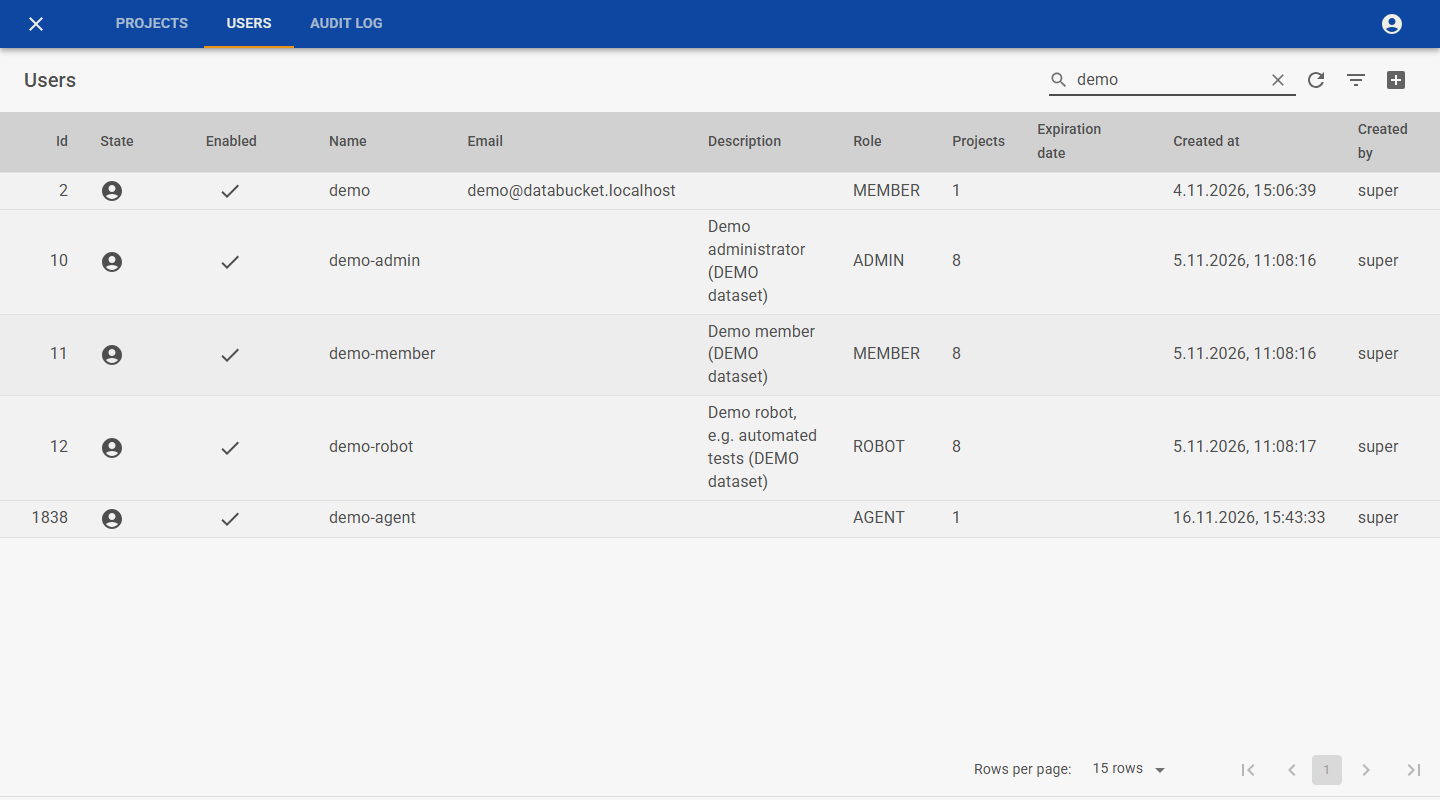 PROJECTS USERS AUDIT LOG
Users demo
Id State Enabled Name Email Description Role Projects Expiration date Created at Created by
2 demo demo@databucket.localhost MEMBER 1 4.11.2026, 15:06:39 super
10 demo-admin Demo administrator (DEMO dataset) ADMIN 8 5.11.2026, 11:08:16 super
11 demo-member Demo member (DEMO dataset) MEMBER 8 5.11.2026, 11:08:16 super
12 demo-robot Demo robot, e.g. automated tests (DEMO dataset) ROBOT 8 5.11.2026, 11:08:17 super
1838 demo-agent AGENT 1 16.11.2026, 15:43:33 super
Rows per page: 15 rows 1